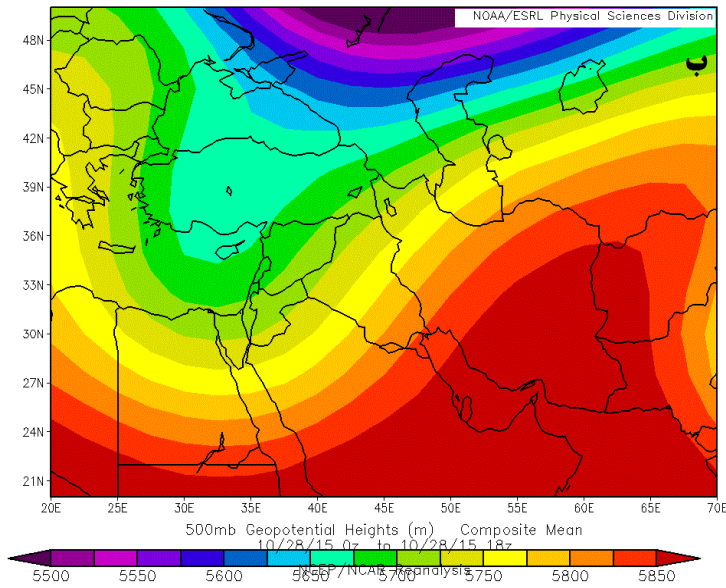 NOAA/ESRL Physical Sciences Division
ب
48N
45N
42N
39N
36N
33N
30N
27N
24N
21N
20E 25E 30E 35E 40E 45E 50E 55E 60E 65E 70E
500mb Geopotential Heights (m) Composite Mean
10/28/15 0z to 10/28/15 18z
NCEP/NCAR Reanalysis
5500 5550 5600 5650 5700 5750 5800 5850